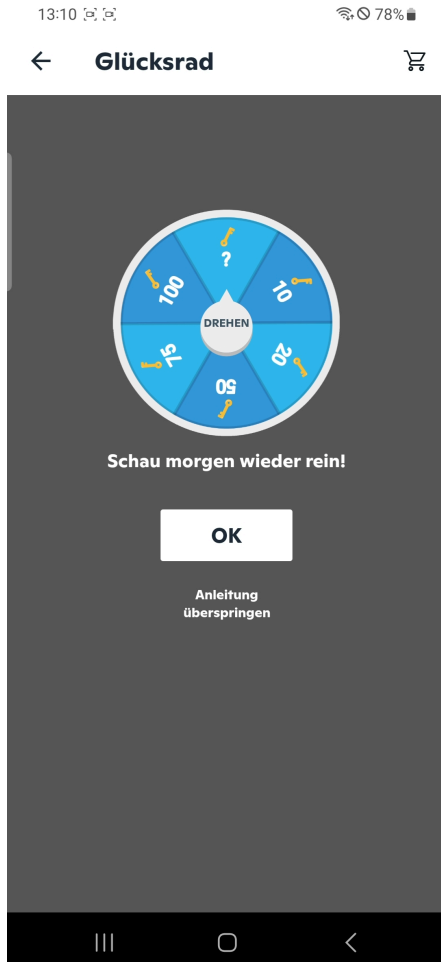 13:10
78%
Glücksrad
?
100
10
DREHEN
75
20
50
Schau morgen wieder rein!
OK
Anleitung
überspringen